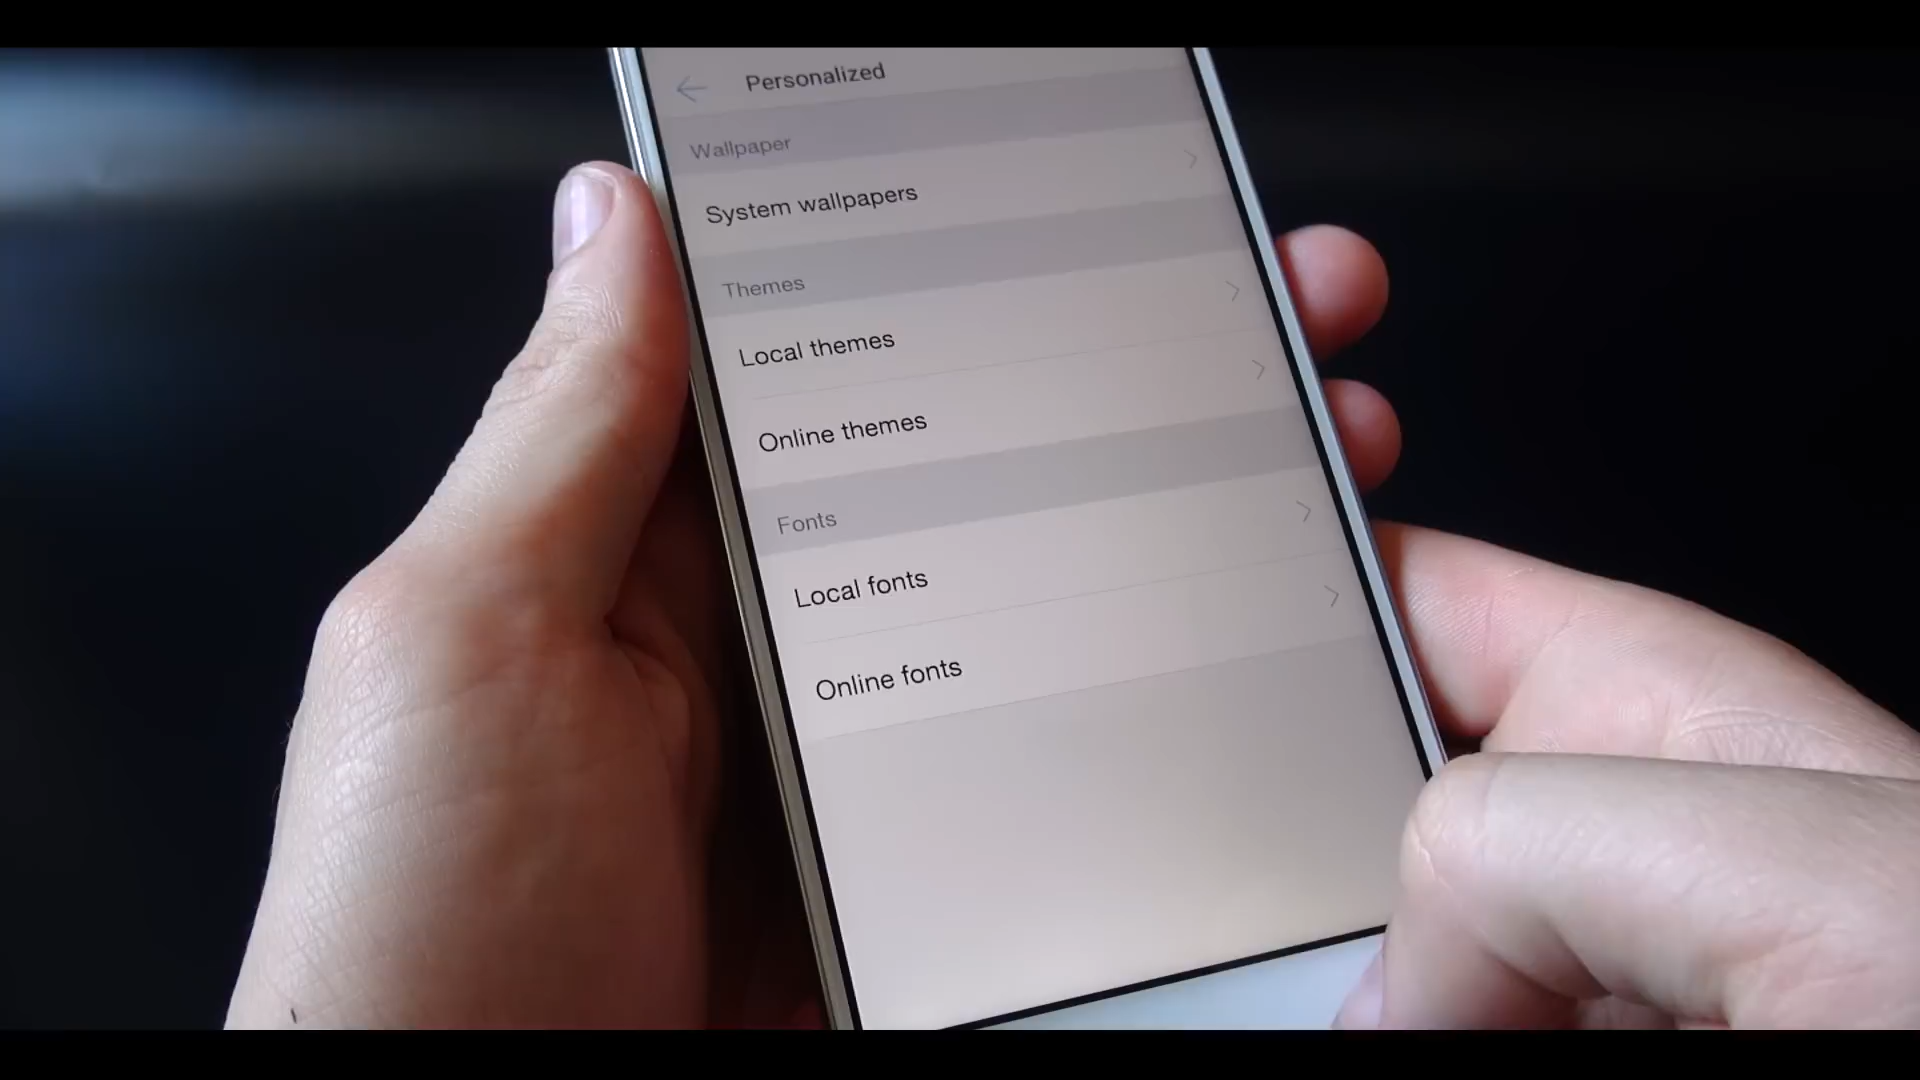 Personalized
Wallpaper
System wallpapers
Themes
Local themes
Online themes
Fonts
Local fonts
Online fonts